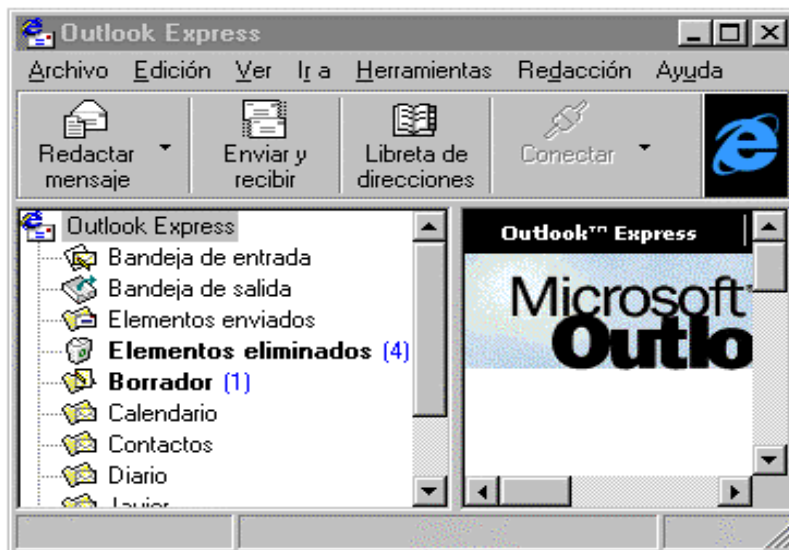 Outlook Express
Archivo Edición Ver Ir a Herramientas Redacción Ayuda
Redactar mensaje
Enviar y recibir
Libreta de direcciones
Conectar
Outlook Express
Bandeja de entrada
Bandeja de salida
Elementos enviados
Elementos eliminados (4)
Borrador (1)
Calendario
Contactos
Diario
Javier
Outlook™ Express
Microsoft
Outlo